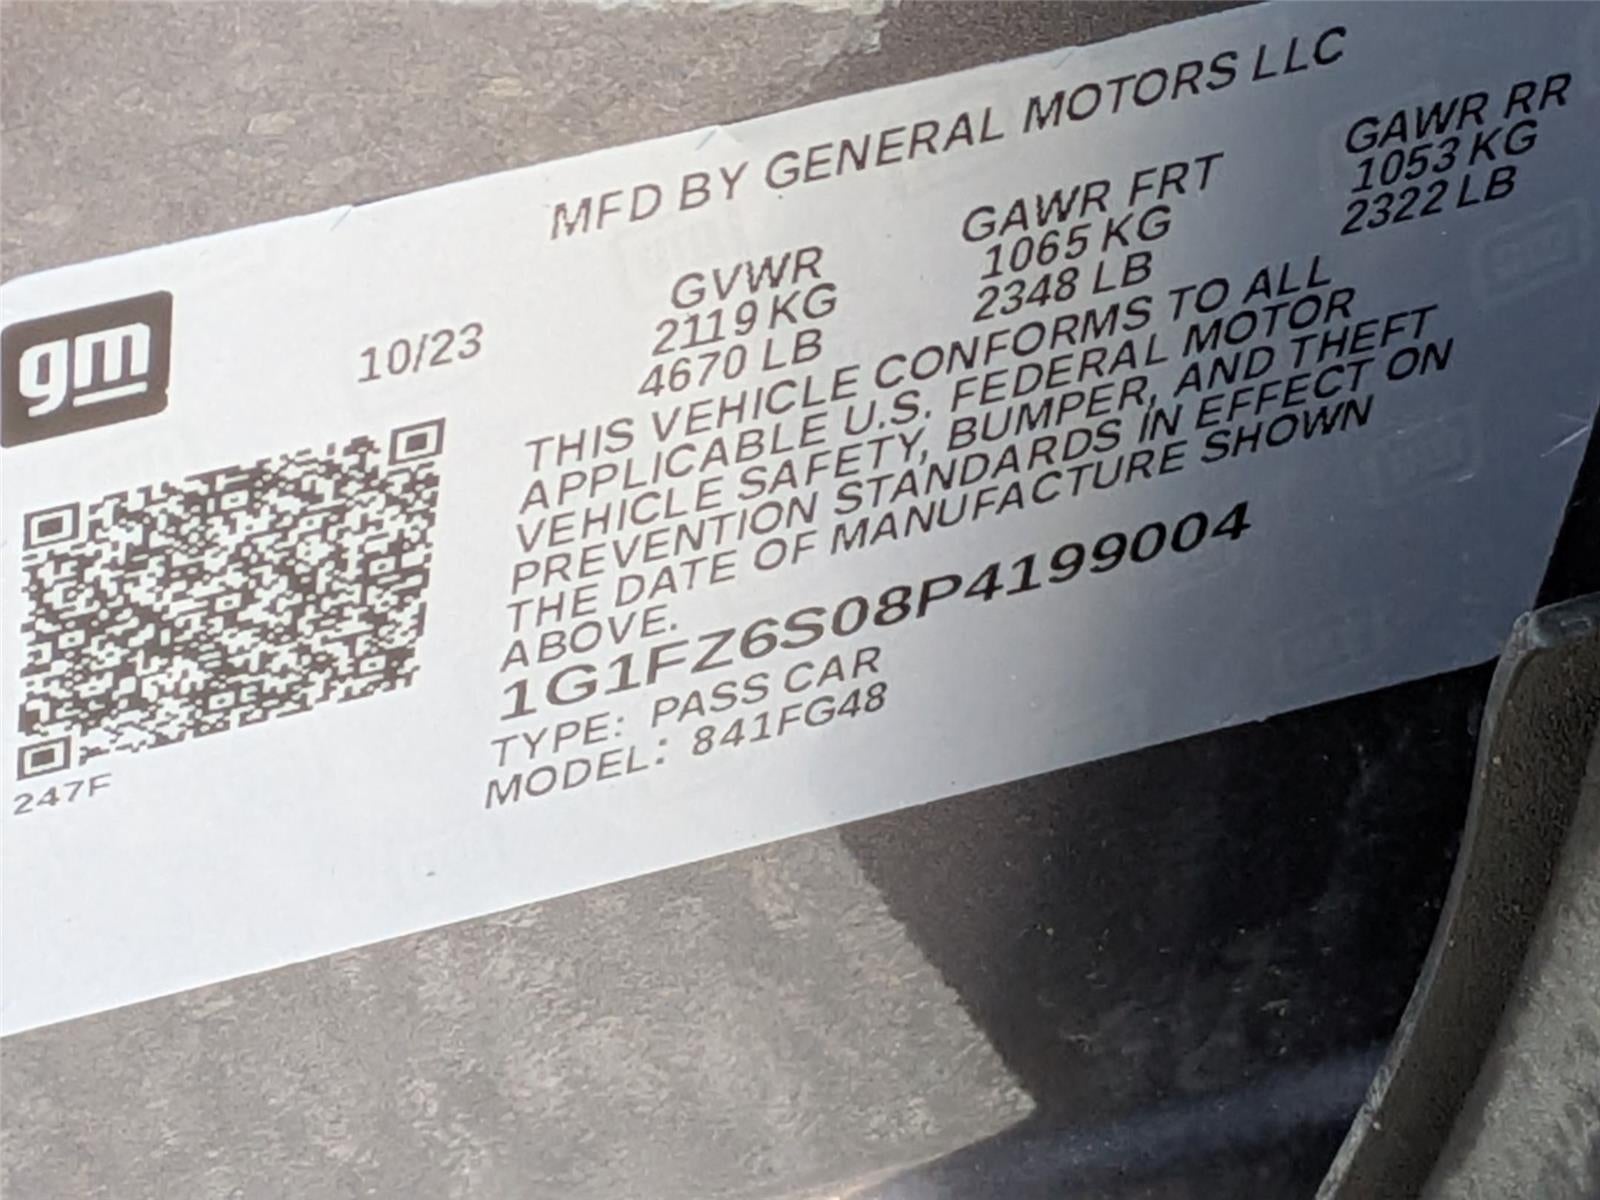 MFD BY GENERAL MOTORS LLC
gm
10/23
GVWR
2119 KG
4670 LB
GAWR FRT
1065 KG
2348 LB
GAWR RR
1053 KG
2322 LB
THIS VEHICLE CONFORMS TO ALL
APPLICABLE U.S. FEDERAL MOTOR
VEHICLE SAFETY, BUMPER, AND THEFT
PREVENTION STANDARDS IN EFFECT ON
THE DATE OF MANUFACTURE SHOWN
ABOVE.
1G1FZ6S08P4199004
TYPE: PASS CAR
MODEL: 841FG48
247F